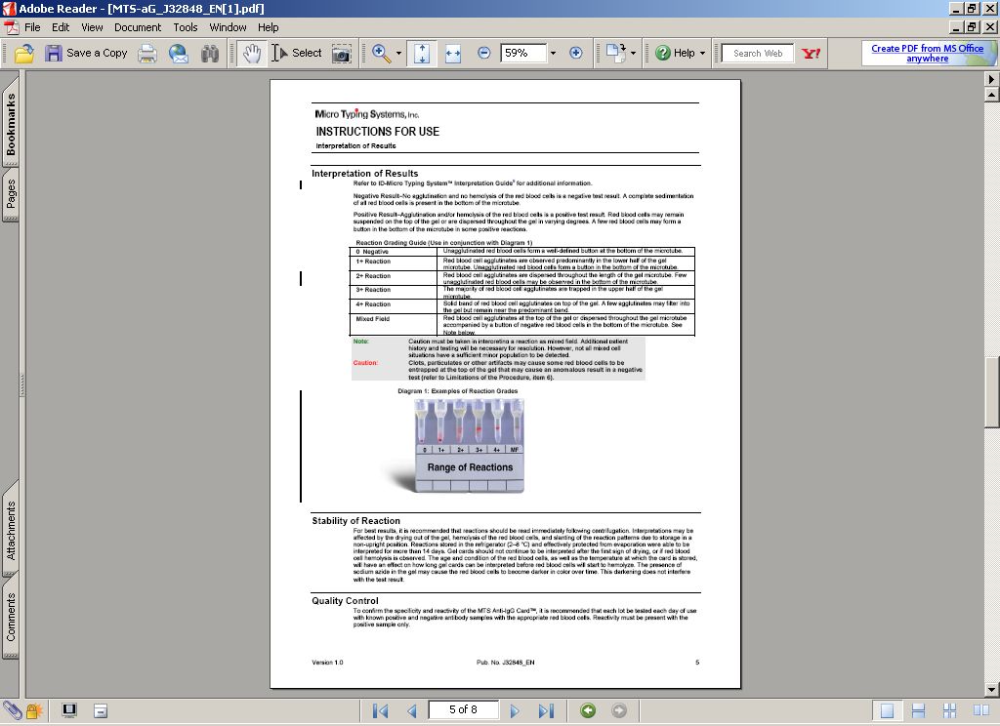 Adobe Reader - [MTS-aG_J32848_EN[1].pdf]
File Edit View Document Tools Window Help
Save a Copy Select 59% Help Search Web Y! Create PDF from MS Office anywhere
Bookmarks
Pages
Attachments
Comments
Micro Typing Systems, Inc.
INSTRUCTIONS FOR USE
Interpretation of Results
Interpretation of Results
Refer to ID-Micro Typing System™ Interpretation Guide for additional information.
Negative Result–No agglutination and no hemolysis of the red blood cells is a negative test result. A complete sedimentation
of all red blood cells is present in the bottom of the microtube.
Positive Result–Agglutination and/or hemolysis of the red blood cells is a positive test result. Red blood cells may remain
suspended on the top of the gel or are dispersed throughout the gel in varying degrees. A few red blood cells may form a
button in the bottom of the microtube in some positive reactions.
Reaction Grading Guide (Use in conjunction with Diagram 1)
0 Negative Unagglutinated red blood cells form a well-defined button at the bottom of the microtube.
1+ Reaction Red blood cell agglutinates are observed predominantly in the lower half of the gel
microtube. Unagglutinated red blood cells form a button in the bottom of the microtube.
2+ Reaction Red blood cell agglutinates are dispersed throughout the length of the gel microtube. Few
unagglutinated red blood cells may be observed in the bottom of the microtube.
3+ Reaction The majority of red blood cell agglutinates are trapped in the upper half of the gel
microtube.
4+ Reaction Solid band of red blood cell agglutinates on top of the gel. A few agglutinates may filter into
the gel but remain near the predominant band.
Mixed Field Red blood cell agglutinates at the top of the gel or dispersed throughout the gel microtube
accompanied by a button of negative red blood cells in the bottom of the microtube. See
Note below.
Note: Caution must be taken in interpreting a reaction as mixed field. Additional patient
history and testing will be necessary for resolution. However, not all mixed cell
situations have a sufficient minor population to be detected.
Caution: Clots, particulates or other artifacts may cause some red blood cells to be
entrapped at the top of the gel that may cause an anomalous result in a negative
test (refer to Limitations of the Procedure, item 6).
Diagram 1: Examples of Reaction Grades
0 1+ 2+ 3+ 4+ MF
Range of Reactions
Stability of Reaction
For best results, it is recommended that reactions should be read immediately following centrifugation. Interpretations may be
affected by the drying out of the gel, hemolysis of the red blood cells, and slanting of the reaction patterns due to storage in a
non-upright position. Reactions stored in the refrigerator (2–8 °C) and effectively protected from evaporation were able to be
interpreted for more than 14 days. Gel cards should not continue to be interpreted after the first sign of drying, or if red blood
cell hemolysis is observed. The age and condition of the red blood cells, as well as the temperature at which the card is stored,
will have an effect on how long gel cards can be interpreted before red blood cells will start to hemolyze. The presence of
sodium azide in the gel may cause the red blood cells to become darker in color over time. This darkening does not interfere
with the test result.
Quality Control
To confirm the specificity and reactivity of the MTS Anti-IgG Card™, it is recommended that each lot be tested each day of use
with known positive and negative antibody samples with the appropriate red blood cells. Reactivity must be present with the
positive sample only.
Version 1.0 Pub. No. J32848_EN 5
5 of 8